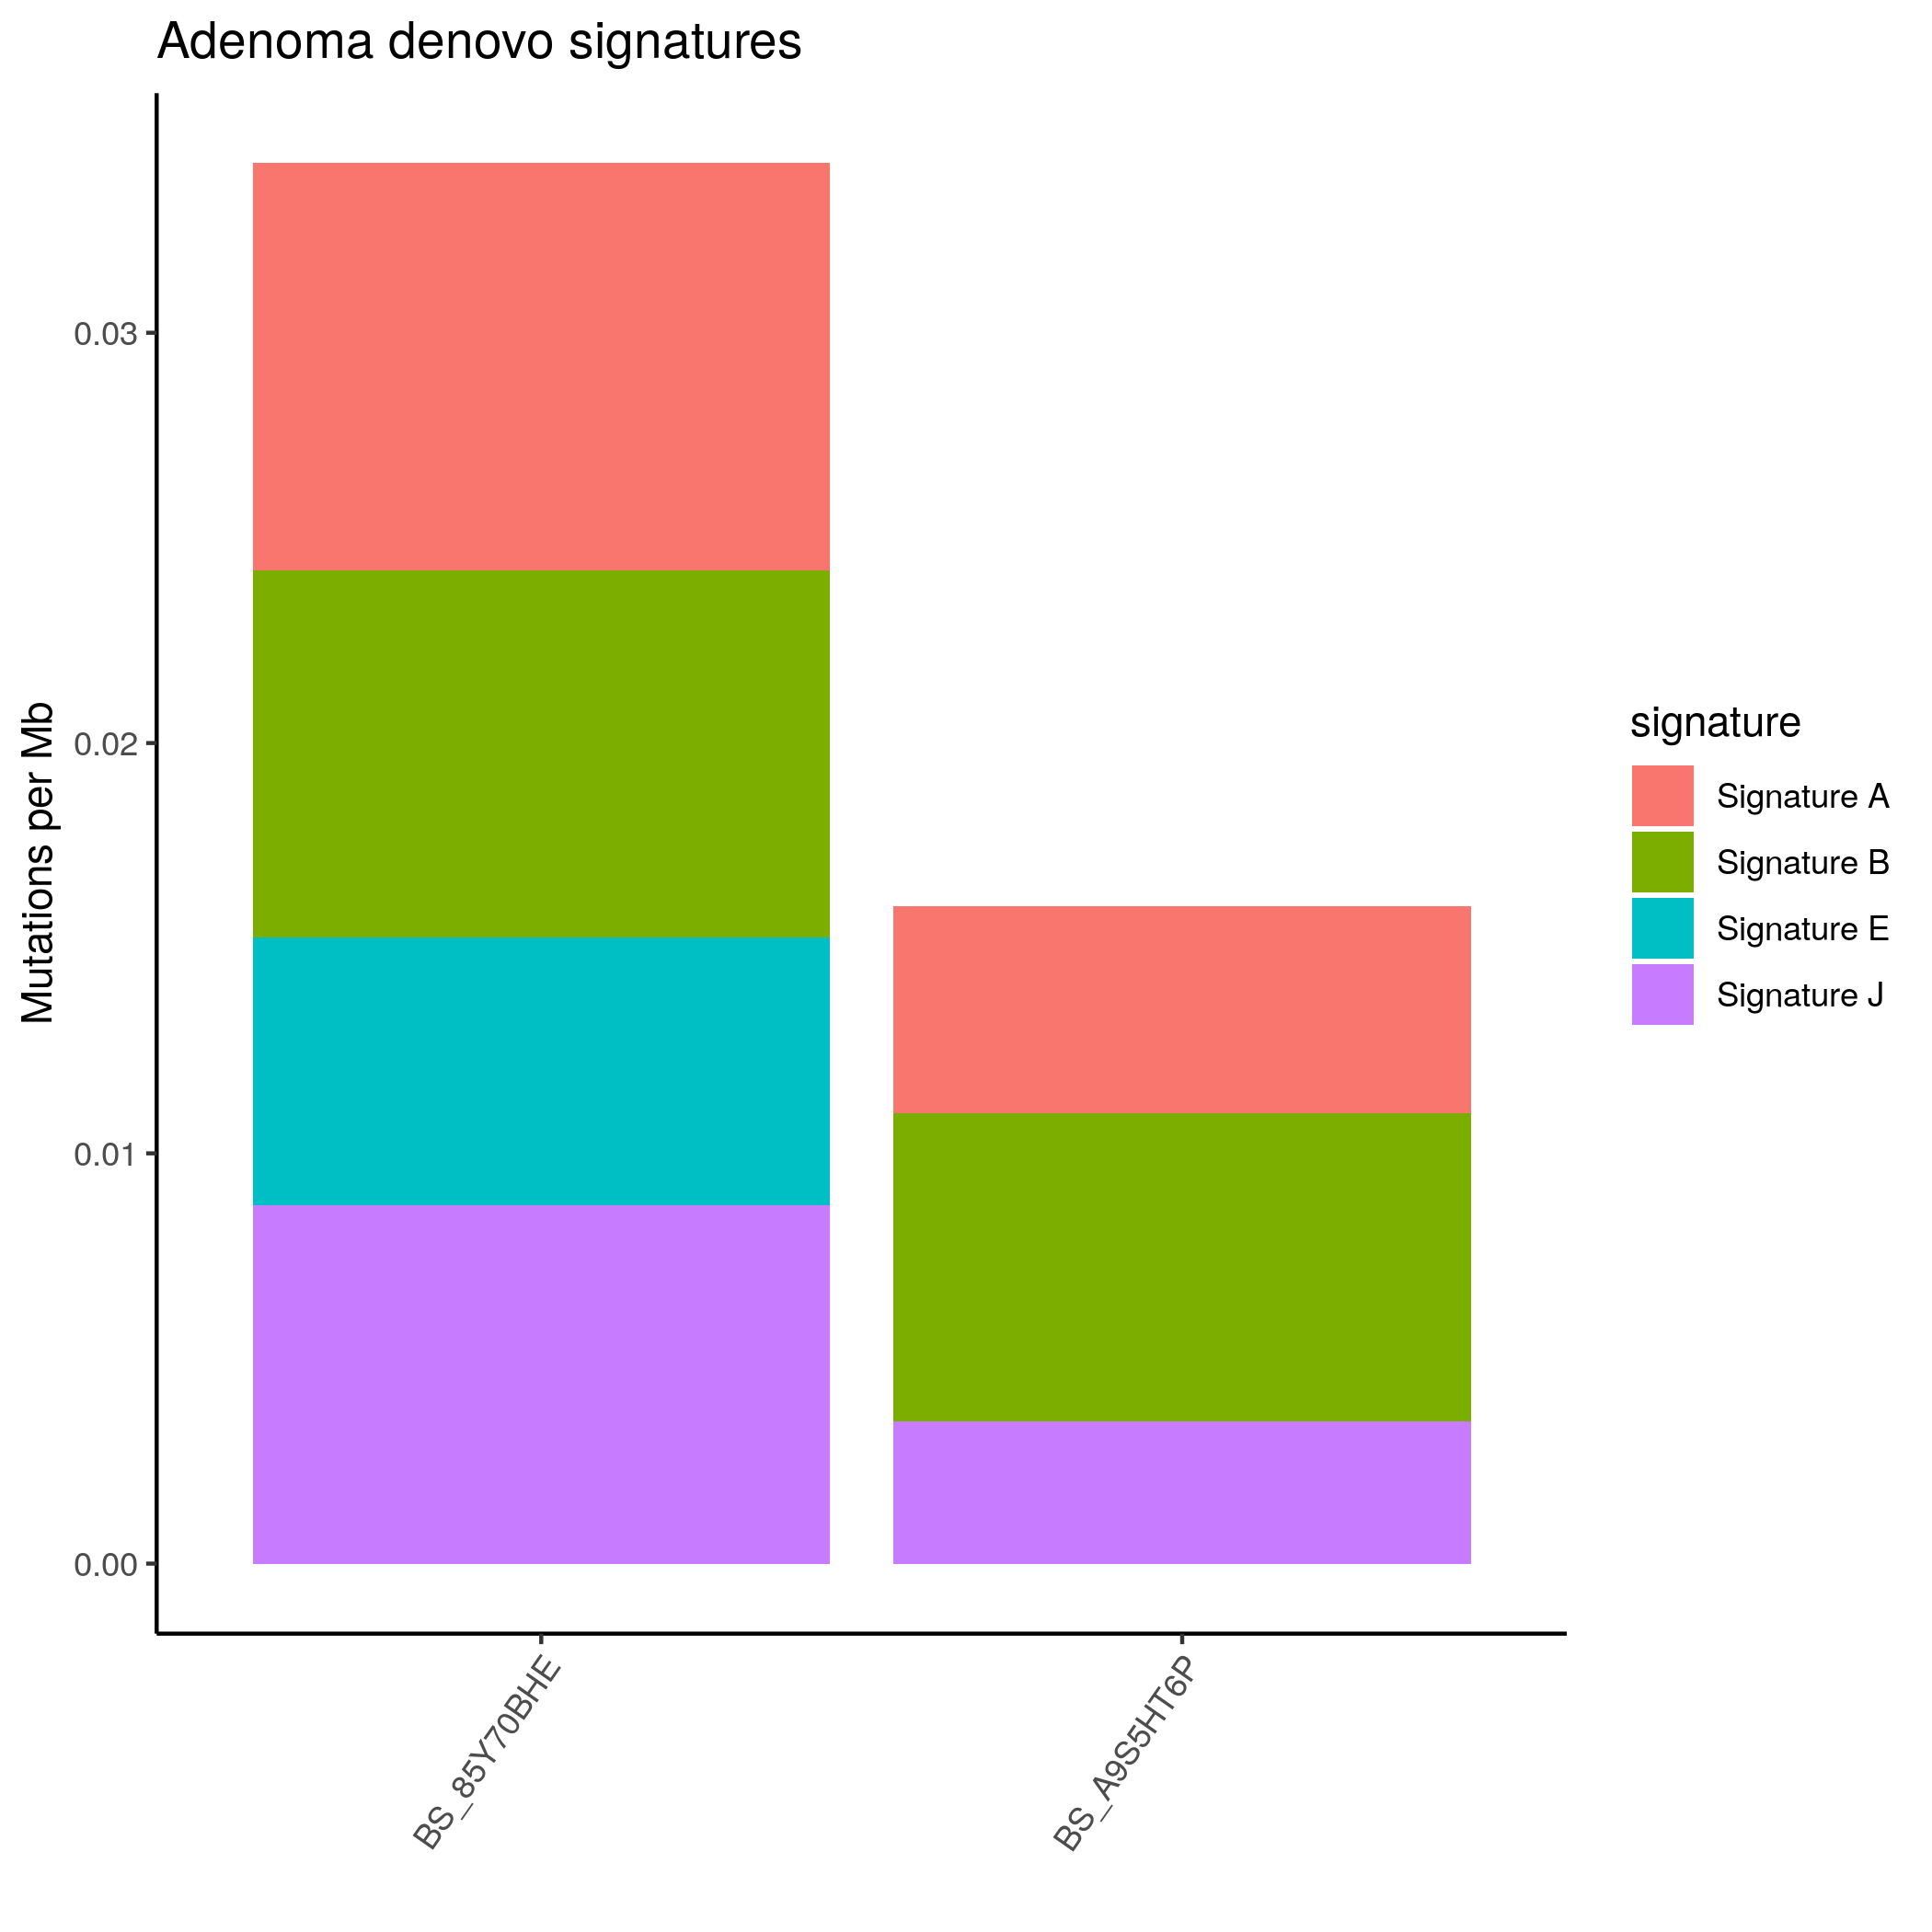 Adenoma denovo signatures
Mutations per Mb
0.03
0.02
0.01
0.00
BS_85Y70BHE
BS_A9S5HT6P
signature
Signature A
Signature B
Signature E
Signature J